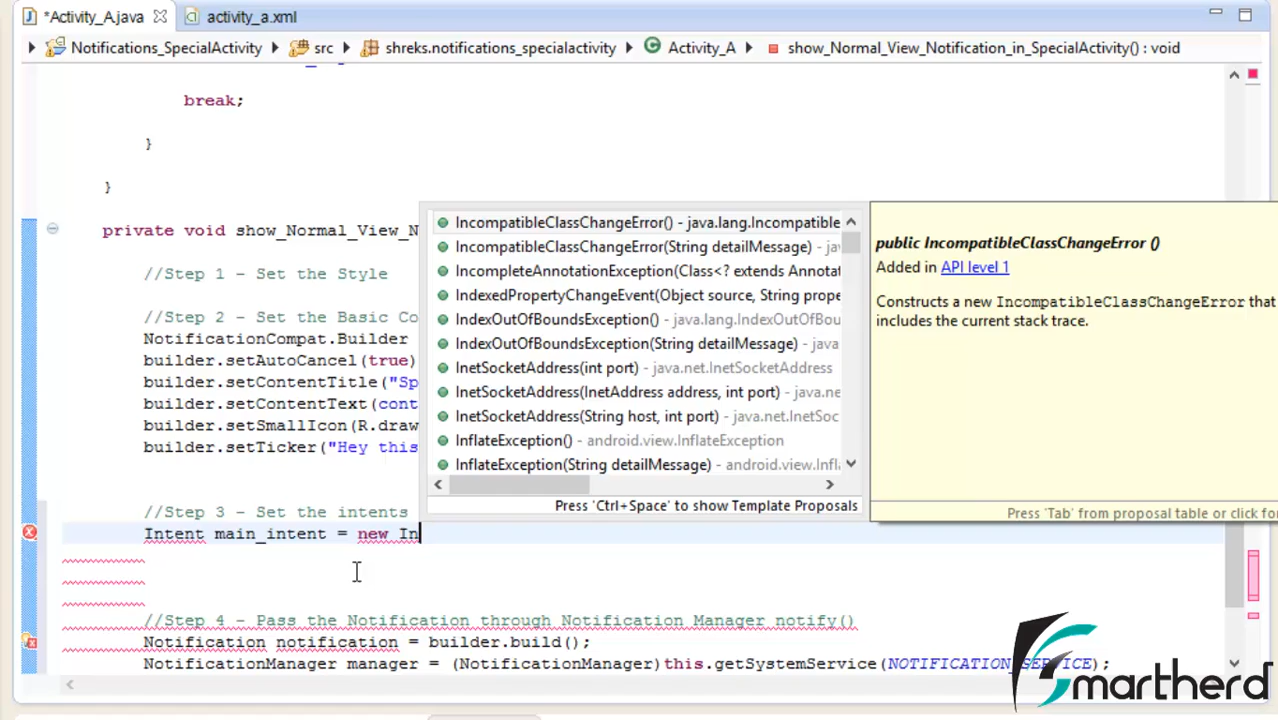 *Activity_A.java activity_a.xml
Notifications_SpecialActivity src shreks.notifications_specialactivity Activity_A show_Normal_View_Notification_in_SpecialActivity() : void
break;
}
}
private void show_Normal_View_N
//Step 1 - Set the Style
//Step 2 - Set the Basic Co
NotificationCompat.Builder
builder.setAutoCancel(true)
builder.setContentTitle("Sp
builder.setContentText(cont
builder.setSmallIcon(R.draw
builder.setTicker("Hey this
//Step 3 - Set the intents
Intent main_intent = new In
//Step 4 - Pass the Notification through Notification Manager notify()
Notification notification = builder.build();
NotificationManager manager = (NotificationManager)this.getSystemService(NOTIFICATION_SERVICE);
IncompatibleClassChangeError() - java.lang.Incompatible
IncompatibleClassChangeError(String detailMessage) - jav
IncompleteAnnotationException(Class<? extends Annotat
IndexedPropertyChangeEvent(Object source, String prope
IndexOutOfBoundsException() - java.lang.IndexOutOfBou
IndexOutOfBoundsException(String detailMessage) - java
InetSocketAddress(int port) - java.net.InetSocketAddress
InetSocketAddress(InetAddress address, int port) - java.ne
InetSocketAddress(String host, int port) - java.net.InetSoc
InflateException() - android.view.InflateException
InflateException(String detailMessage) - android.view.Infl
Press 'Ctrl+Space' to show Template Proposals
public IncompatibleClassChangeError ()
Added in API level 1
Constructs a new IncompatibleClassChangeError that
includes the current stack trace.
Press 'Tab' from proposal table or click for
Smartherd